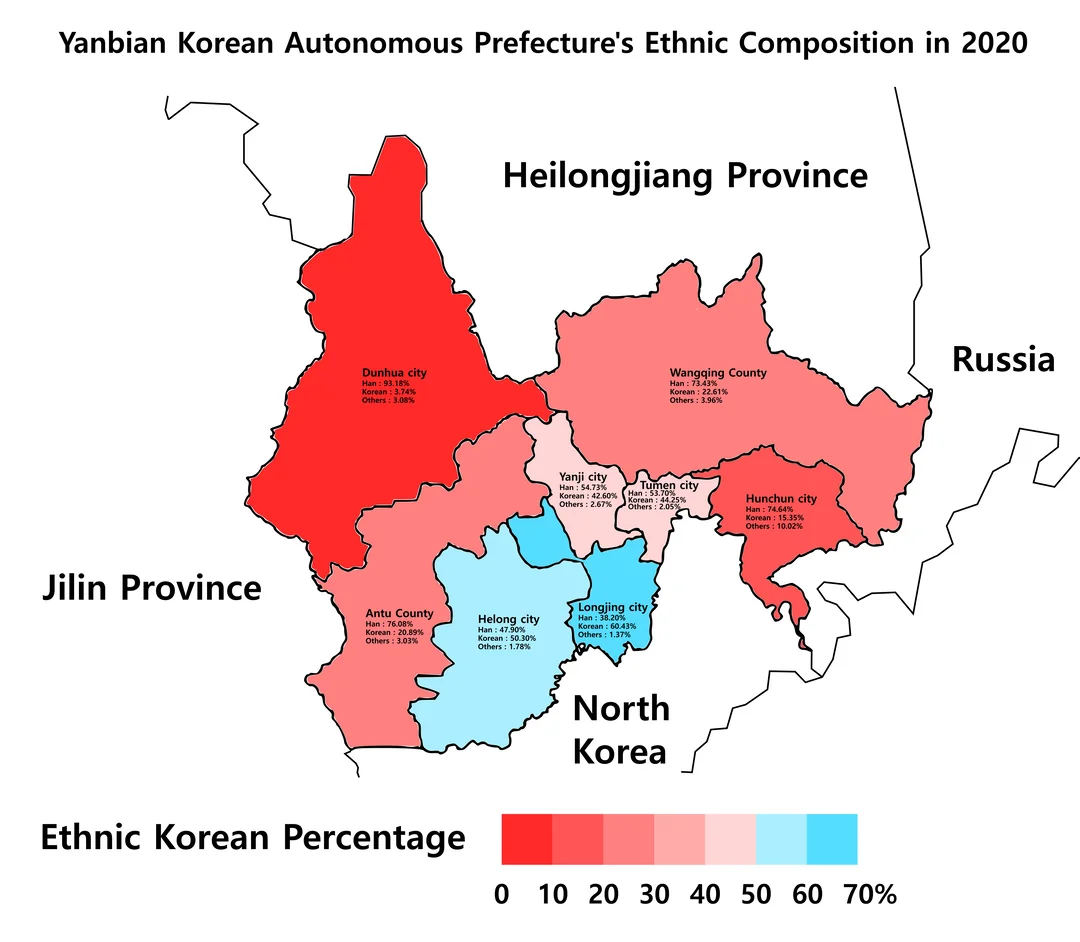 Yanbian Korean Autonomous Prefecture's Ethnic Composition in 2020
Heilongjiang Province
Russia
Dunhua city
Han : 93.18%
Korean : 3.74%
Others : 3.08%
Wangqing County
Han : 73.43%
Korean : 22.61%
Others : 3.96%
Yanji city
Han : 54.73%
Korean : 42.60%
Others : 2.67%
Tumen city
Han : 53.70%
Korean : 44.25%
Others : 2.05%
Hunchun city
Han : 74.64%
Korean : 15.35%
Others : 10.02%
Jilin Province
Antu County
Han : 76.08%
Korean : 20.89%
Others : 3.03%
Helong city
Han : 47.90%
Korean : 50.30%
Others : 1.78%
Longjing city
Han : 38.20%
Korean : 60.43%
Others : 1.37%
North
Korea
Ethnic Korean Percentage
0 10 20 30 40 50 60 70%